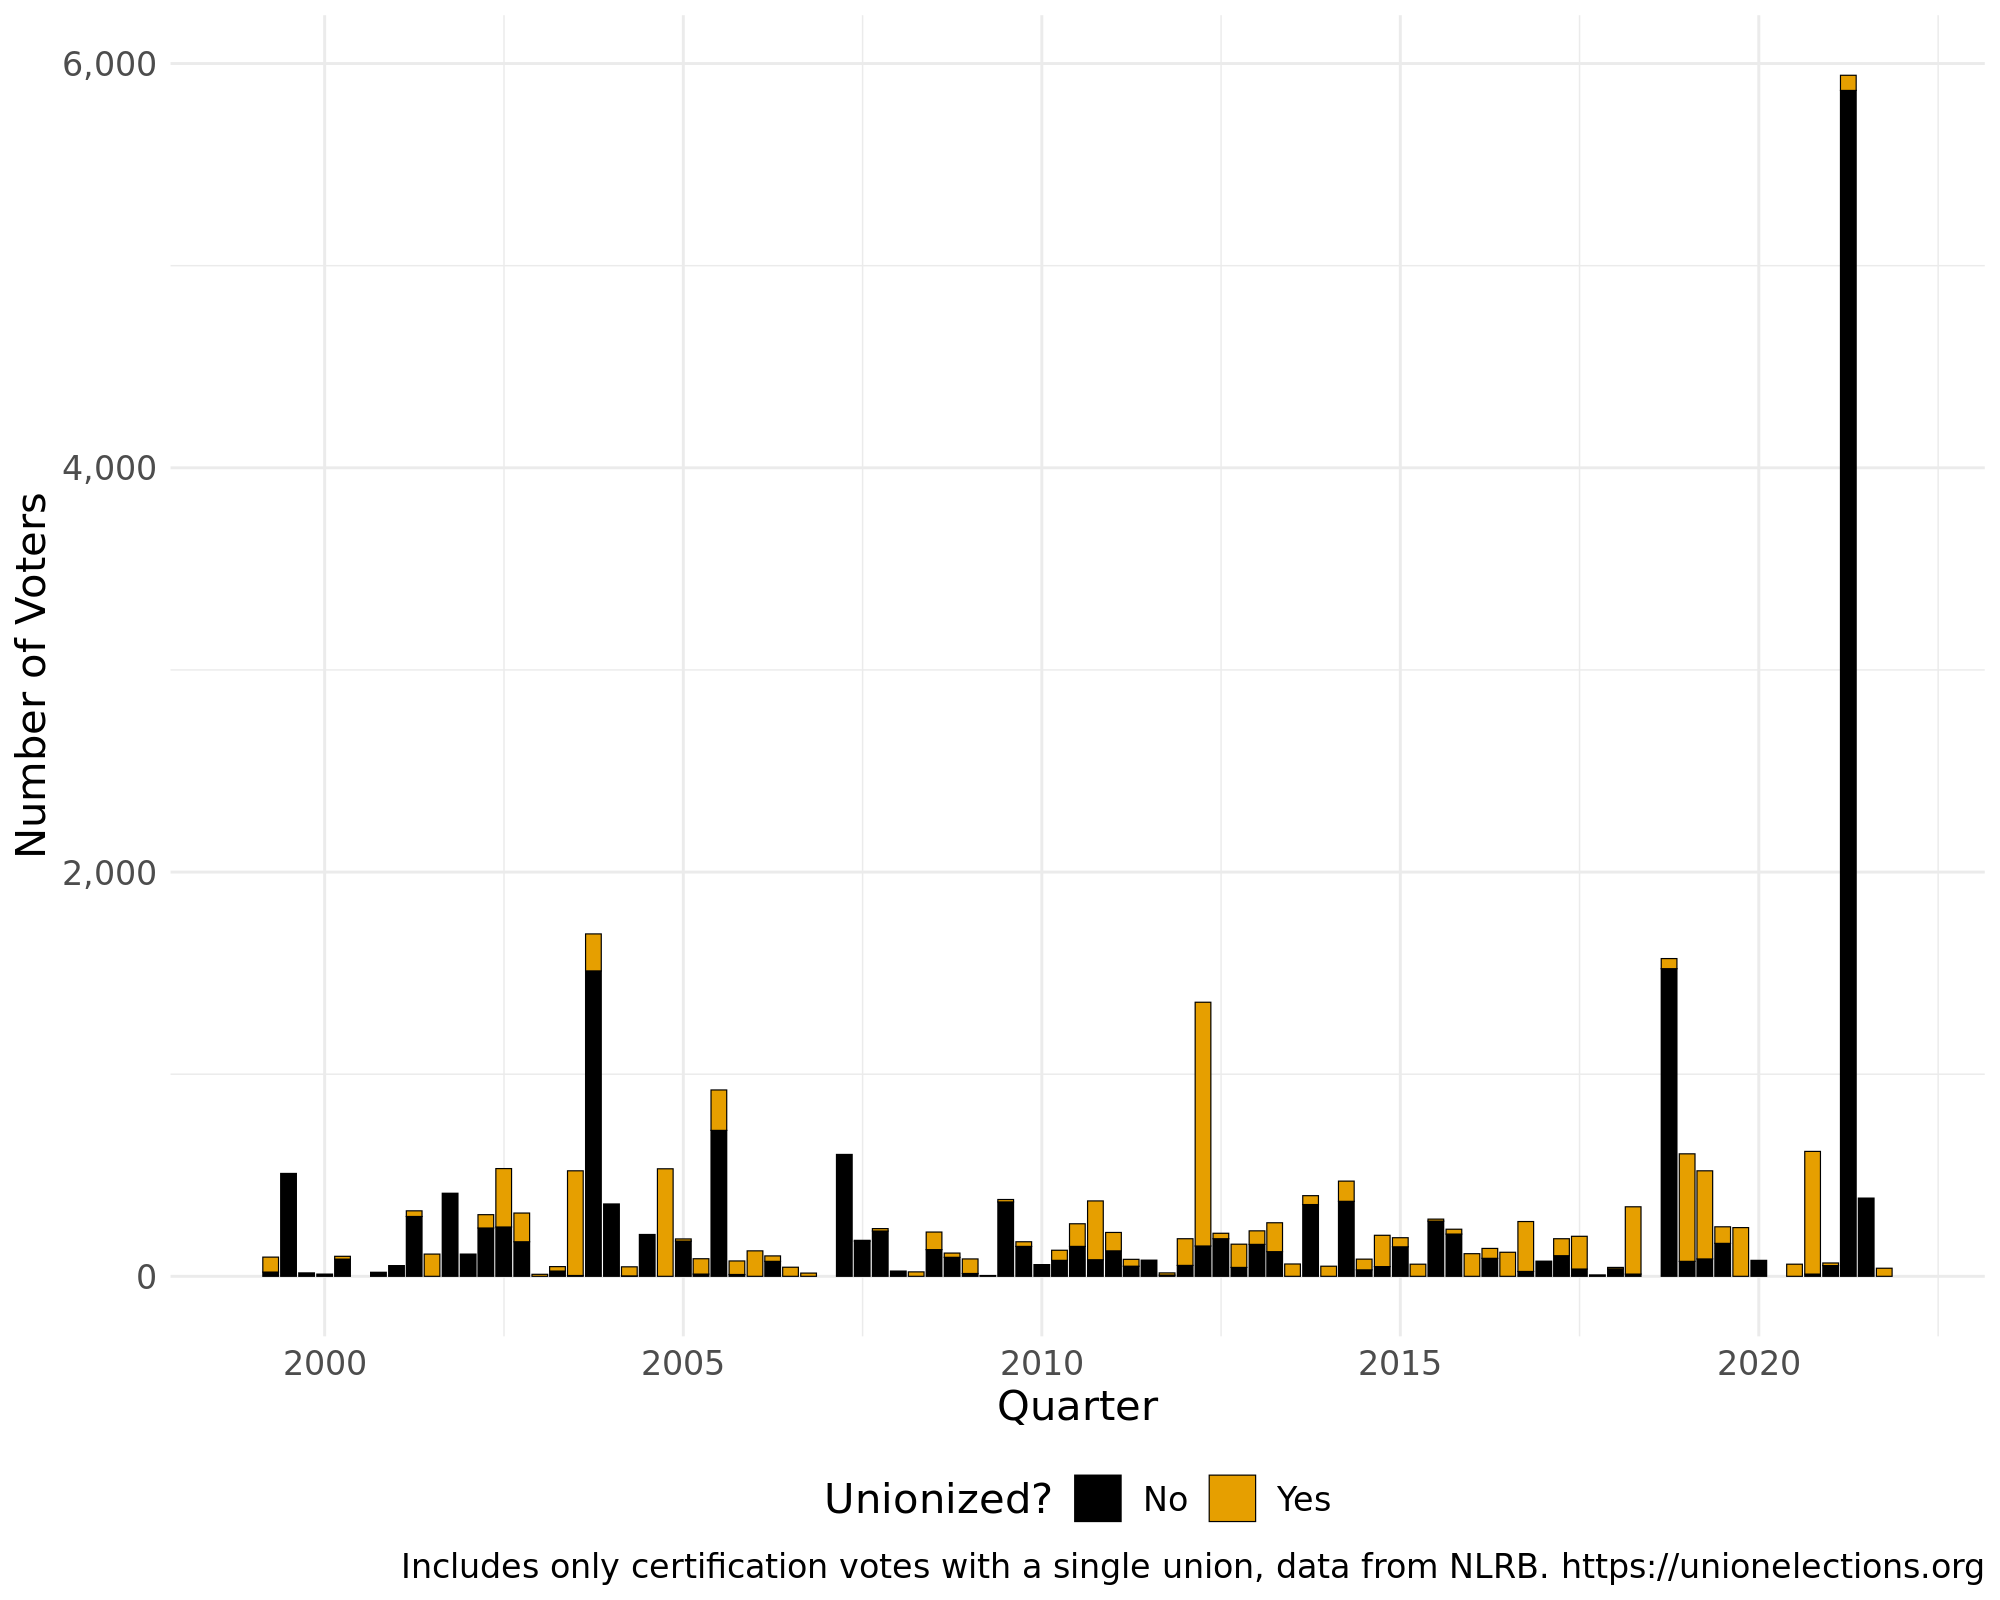 6,000
4,000
2,000
0
Number of Voters
2000 2005 2010 2015 2020
Quarter
Unionized? No Yes
Includes only certification votes with a single union, data from NLRB. https://unionelections.org